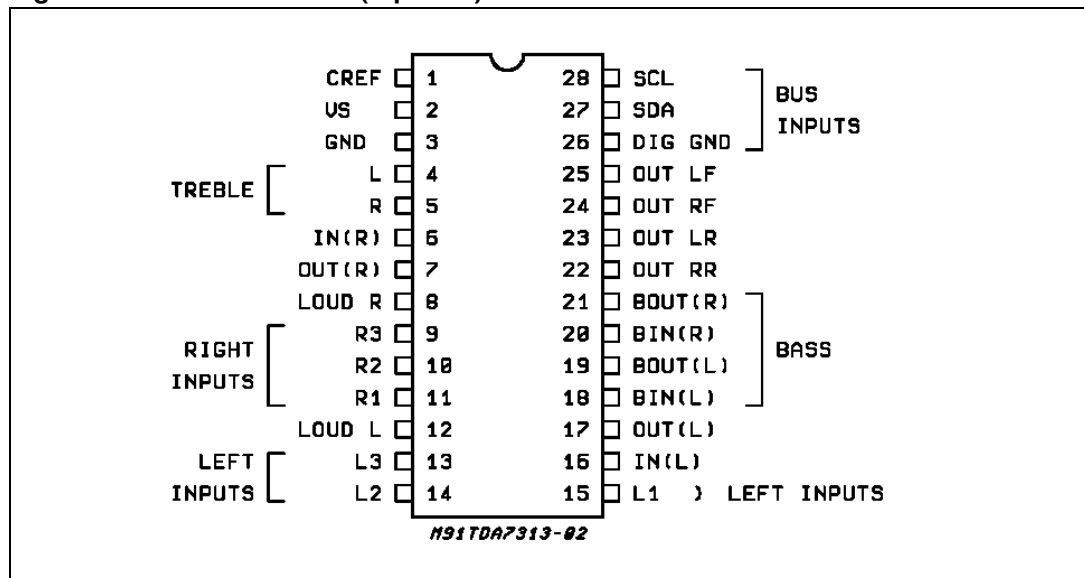 CREF 1 28 SCL
VS 2 27 SDA
BUS INPUTS
GND 3 26 DIG GND
TREBLE
L 4 25 OUT LF
R 5 24 OUT RF
IN(R) 6 23 OUT LR
OUT(R) 7 22 OUT RR
LOUD R 8 21 BOUT(R)
RIGHT INPUTS
R3 9 20 BIN(R)
BASS
R2 10 19 BOUT(L)
R1 11 18 BIN(L)
LOUD L 12 17 OUT(L)
LEFT INPUTS
L3 13 16 IN(L)
L2 14 15 L1 ) LEFT INPUTS
M91TDA7313-02